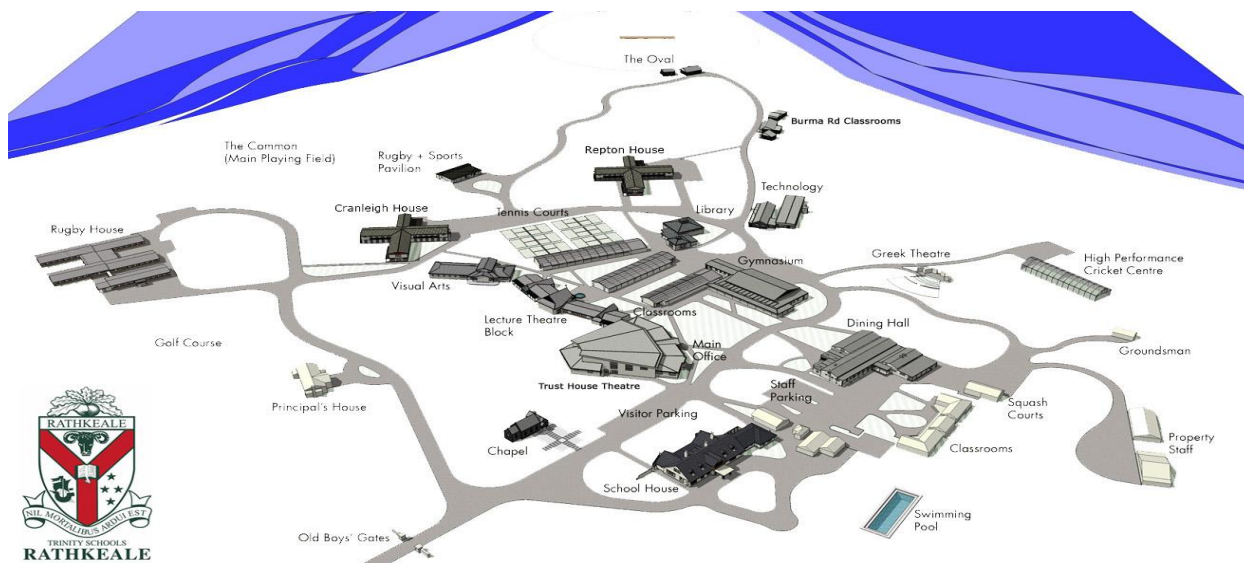 The Oval
Burma Rd Classrooms
The Common
(Main Playing Field)
Rugby + Sports
Pavilion
Repton House
Technology
Cranleigh House
Tennis Courts
Library
Rugby House
Gymnasium
Greek Theatre
High Performance
Cricket Centre
Visual Arts
Lecture Theatre
Block
Classrooms
Dining Hall
Golf Course
Main
Office
Groundsman
Trust House Theatre
Staff
Parking
Principal's House
Visitor Parking
Squash
Courts
Chapel
Classrooms
Property
Staff
School House
Swimming
Pool
Old Boys' Gates
RATHKEALE
NIL MORTALIBUS ARDUI EST
TRINITY SCHOOLS
RATHKEALE